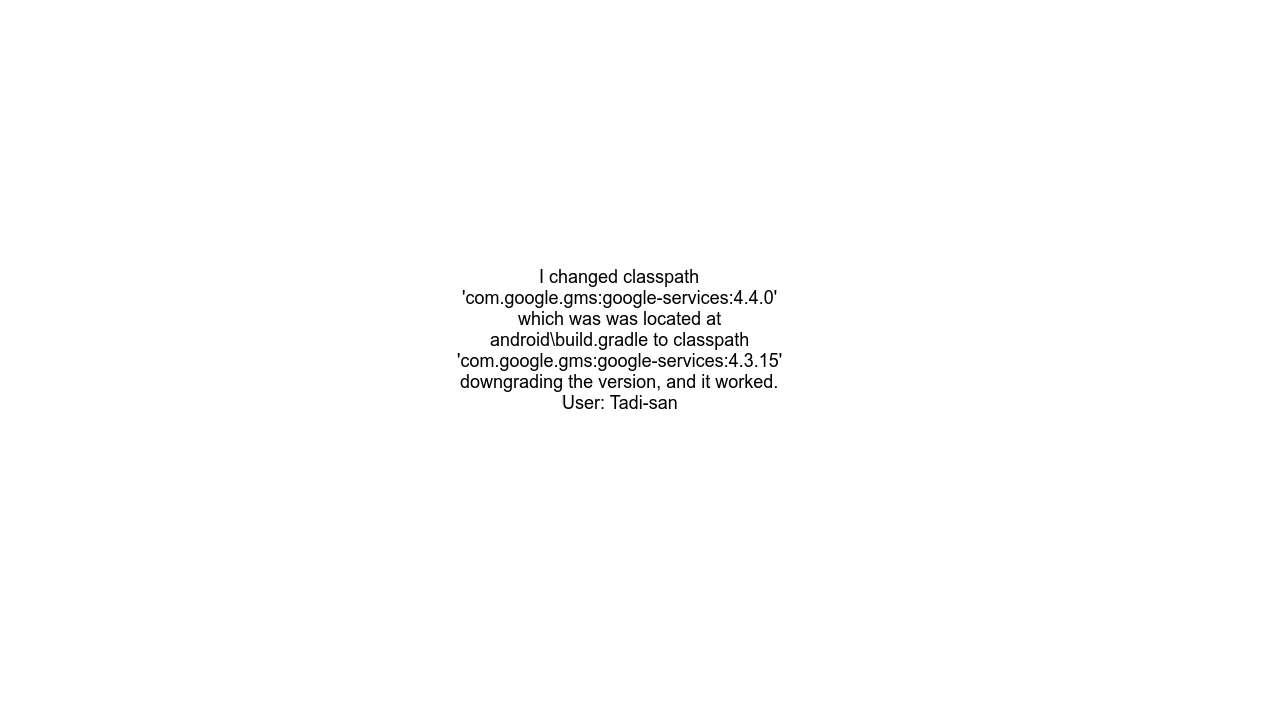 I changed classpath
'com.google.gms:google-services:4.4.0'
which was was located at
android\build.gradle to classpath
'com.google.gms:google-services:4.3.15'
downgrading the version, and it worked.
User: Tadi-san